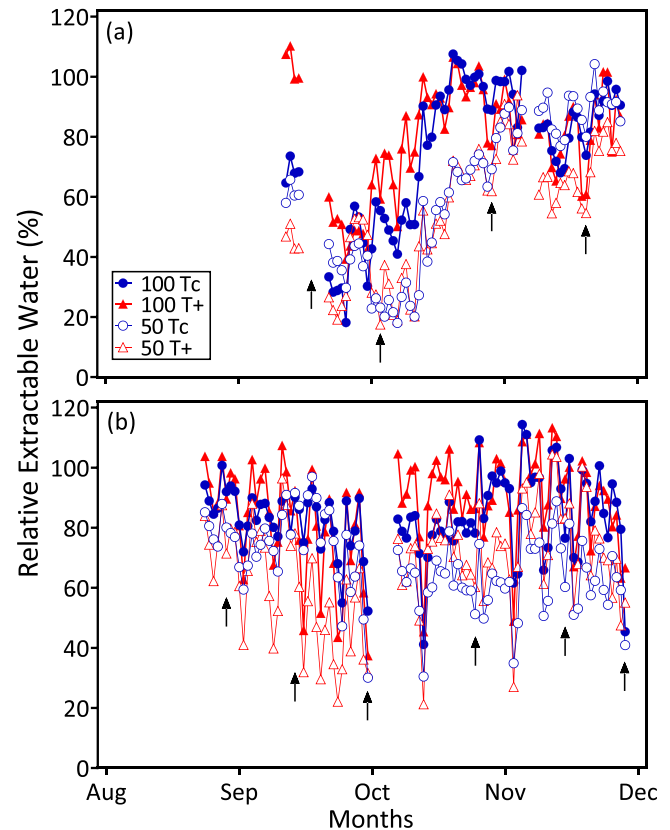 120
(a)
100
80
60
40
20
0
100 Tc
100 T+
50 Tc
50 T+
Relative Extractable Water (%)
120
(b)
100
80
60
40
20
0
Aug Sep Oct Nov Dec
Months